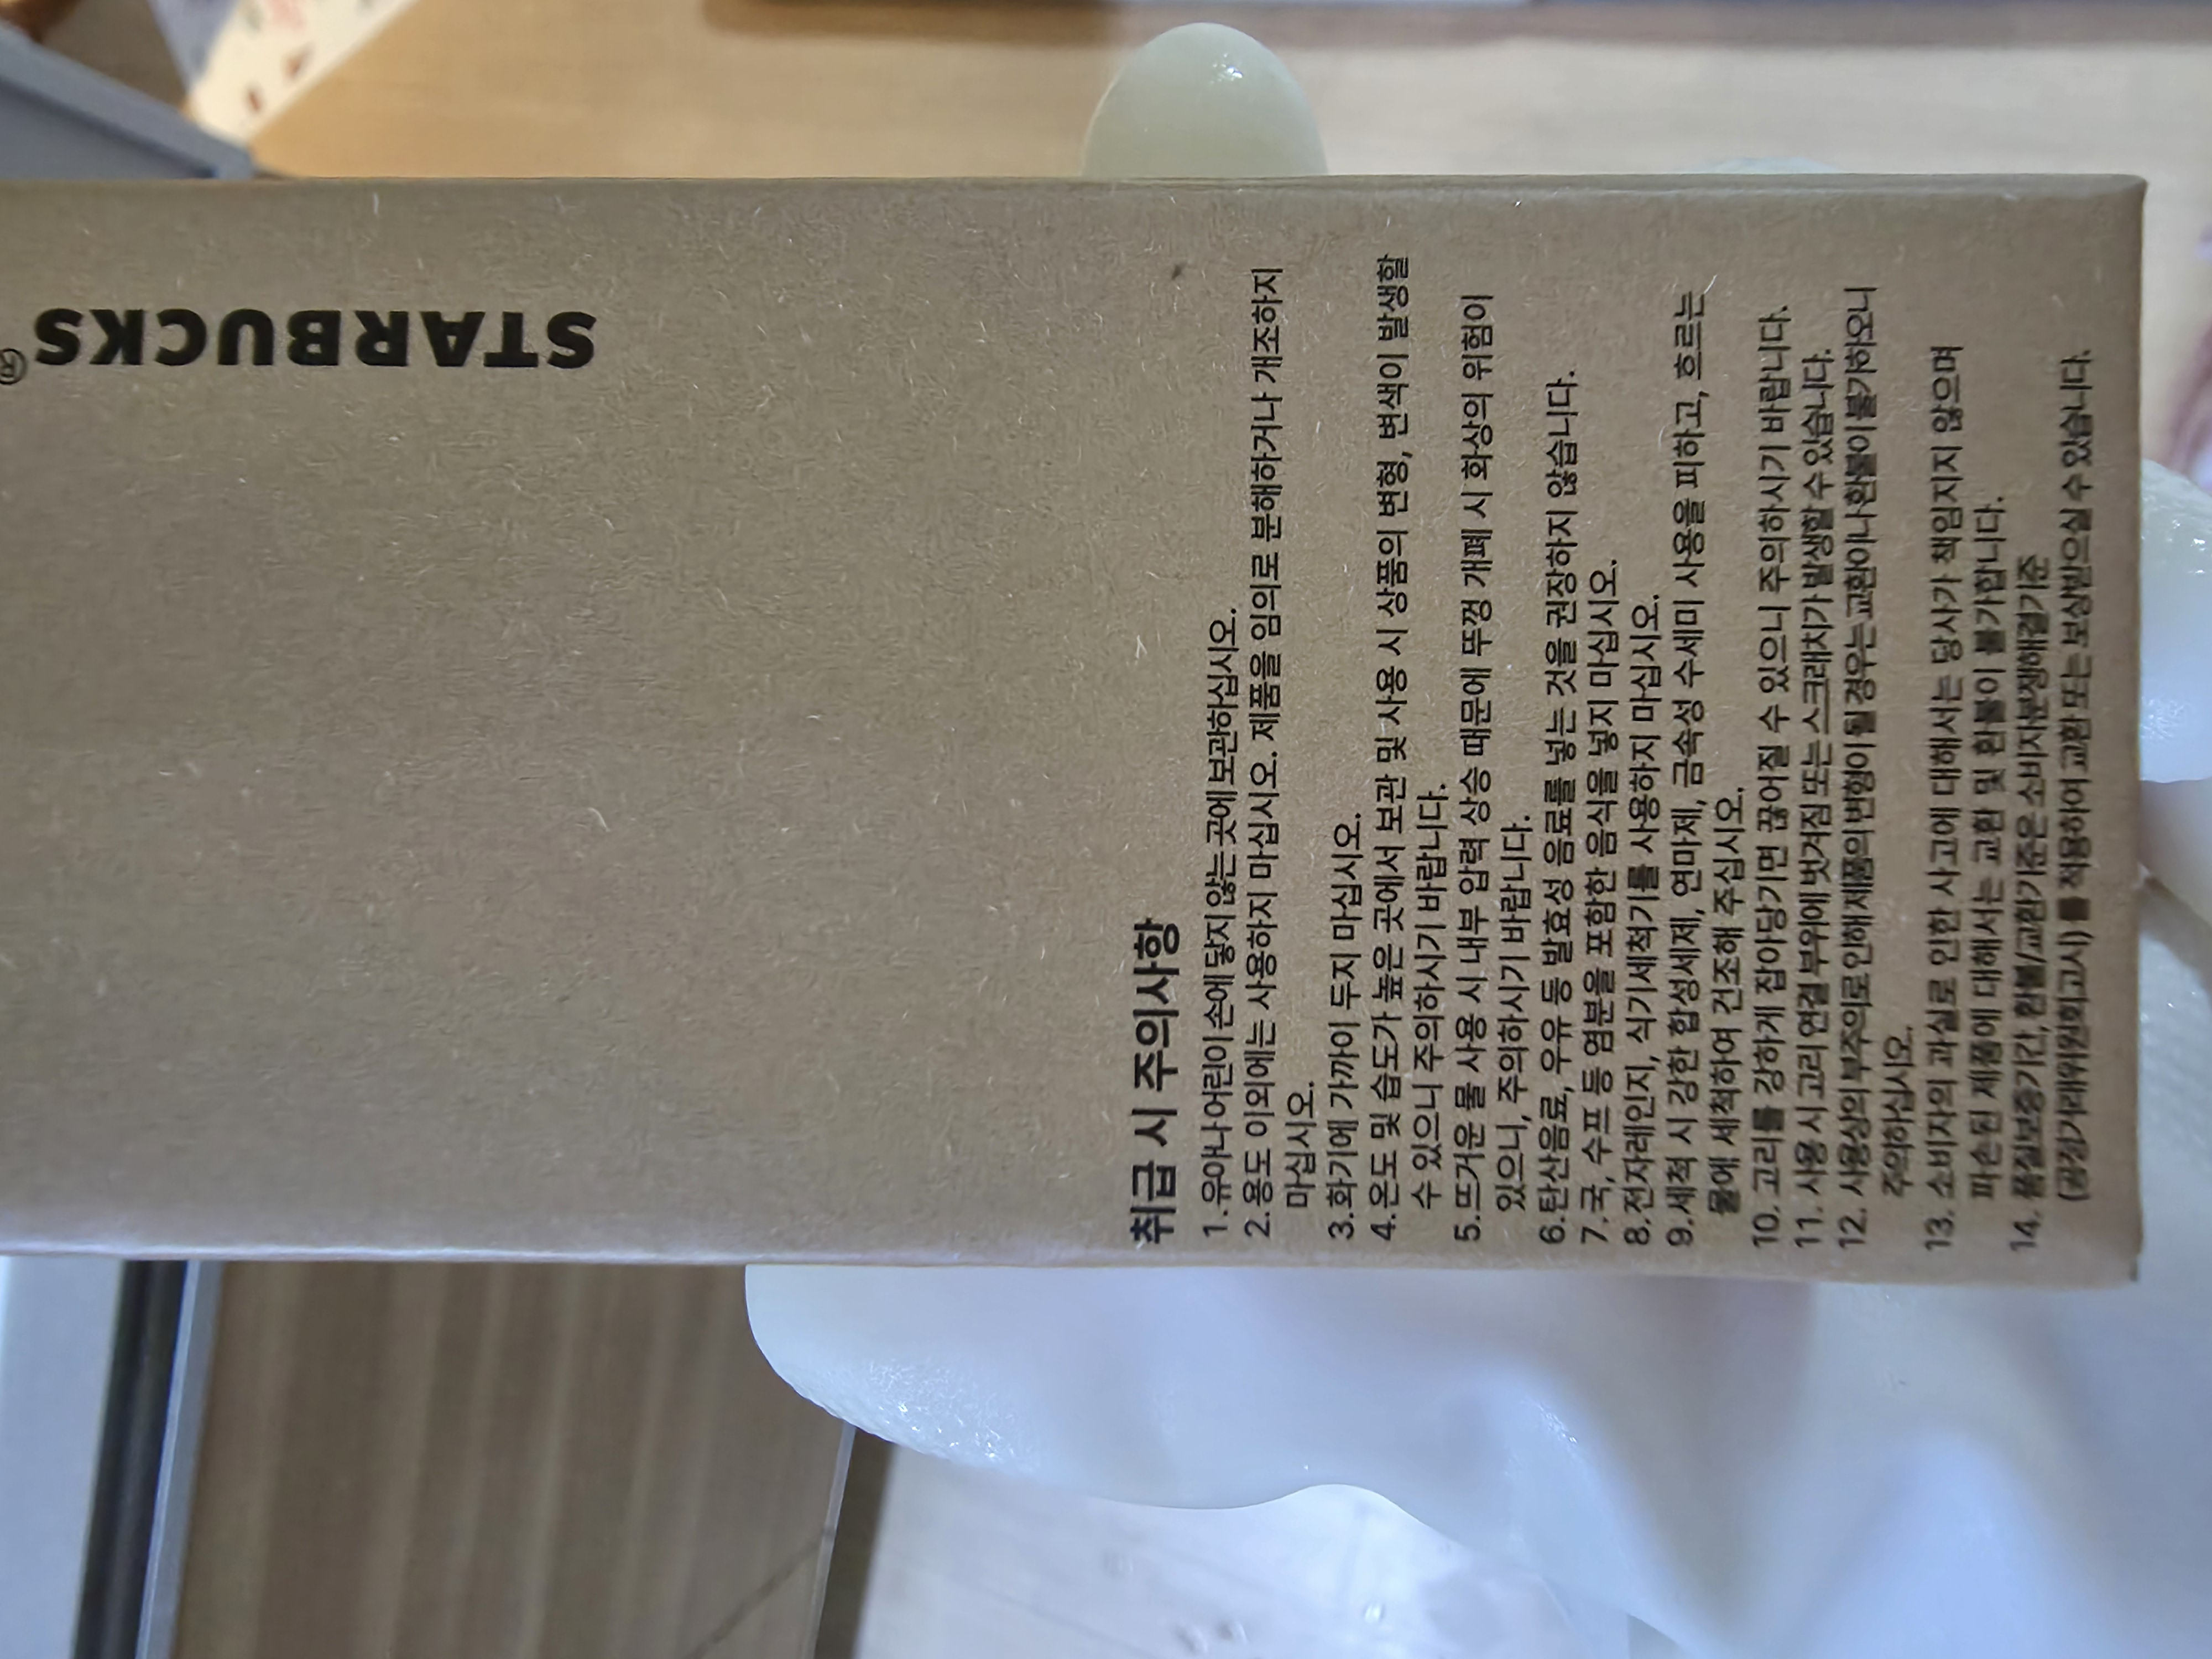 STARBUCKS®
취급 시 주의사항
1.유아나 어린이 손에 닿지 않는 곳에 보관하십시오.
2.용도 이외에는 사용하지 마십시오. 제품을 임의로 분해하거나 개조하지
마십시오.
3.화기에 가까이 두지 마십시오.
4.온도 및 습도가 높은 곳에서 보관 및 사용 시 상품의 변형, 변색이 발생할
수 있으니 주의하시기 바랍니다.
5.뜨거운 물 사용 시 내부 압력 상승 때문에 뚜껑 개폐 시 화상의 위험이
있으니, 주의하시기 바랍니다.
6.탄산음료, 우유 등 발효성 음료를 넣는 것을 권장하지 않습니다.
7.국, 수프 등 염분을 포함한 음식을 넣지 마십시오.
8.전자레인지, 식기세척기를 사용하지 마십시오.
9.세척 시 강한 합성세제, 연마제, 금속성 수세미 사용을 피하고, 흐르는
물에 세척하여 건조해 주십시오.
10. 고리를 강하게 잡아당기면 끊어질 수 있으니 주의하시기 바랍니다.
11. 사용 시 고리 연결 부위에 벗겨짐 또는 스크래치가 발생할 수 있습니다.
12. 사용상의 부주의로 인해 제품의 변형이 될 경우는 교환이나 환불이 불가하오니
주의하십시오.
13. 소비자의 과실로 인한 사고에 대해서는 당사가 책임지지 않으며
파손된 제품에 대해서는 교환 및 환불이 불가합니다.
14. 품질보증기간, 환불/교환기준은 소비자분쟁해결기준
(공정거래위원회고시) 를 적용하여 교환 또는 보상받으실 수 있습니다.